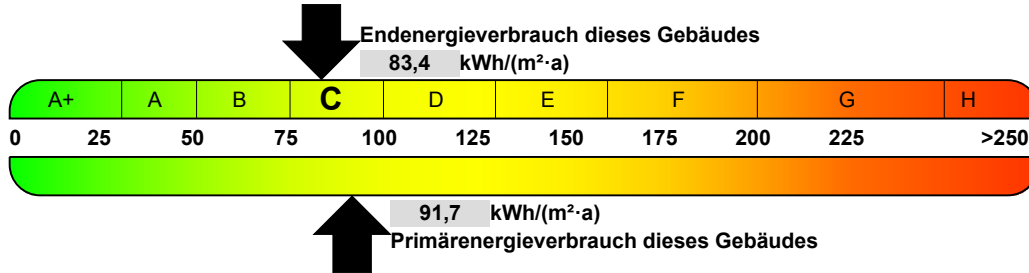 Endenergieverbrauch dieses Gebäudes
83,4 kWh/(m²·a)
A+ A B C D E F G H
0 25 50 75 100 125 150 175 200 225 >250
91,7 kWh/(m²·a)
Primärenergieverbrauch dieses Gebäudes